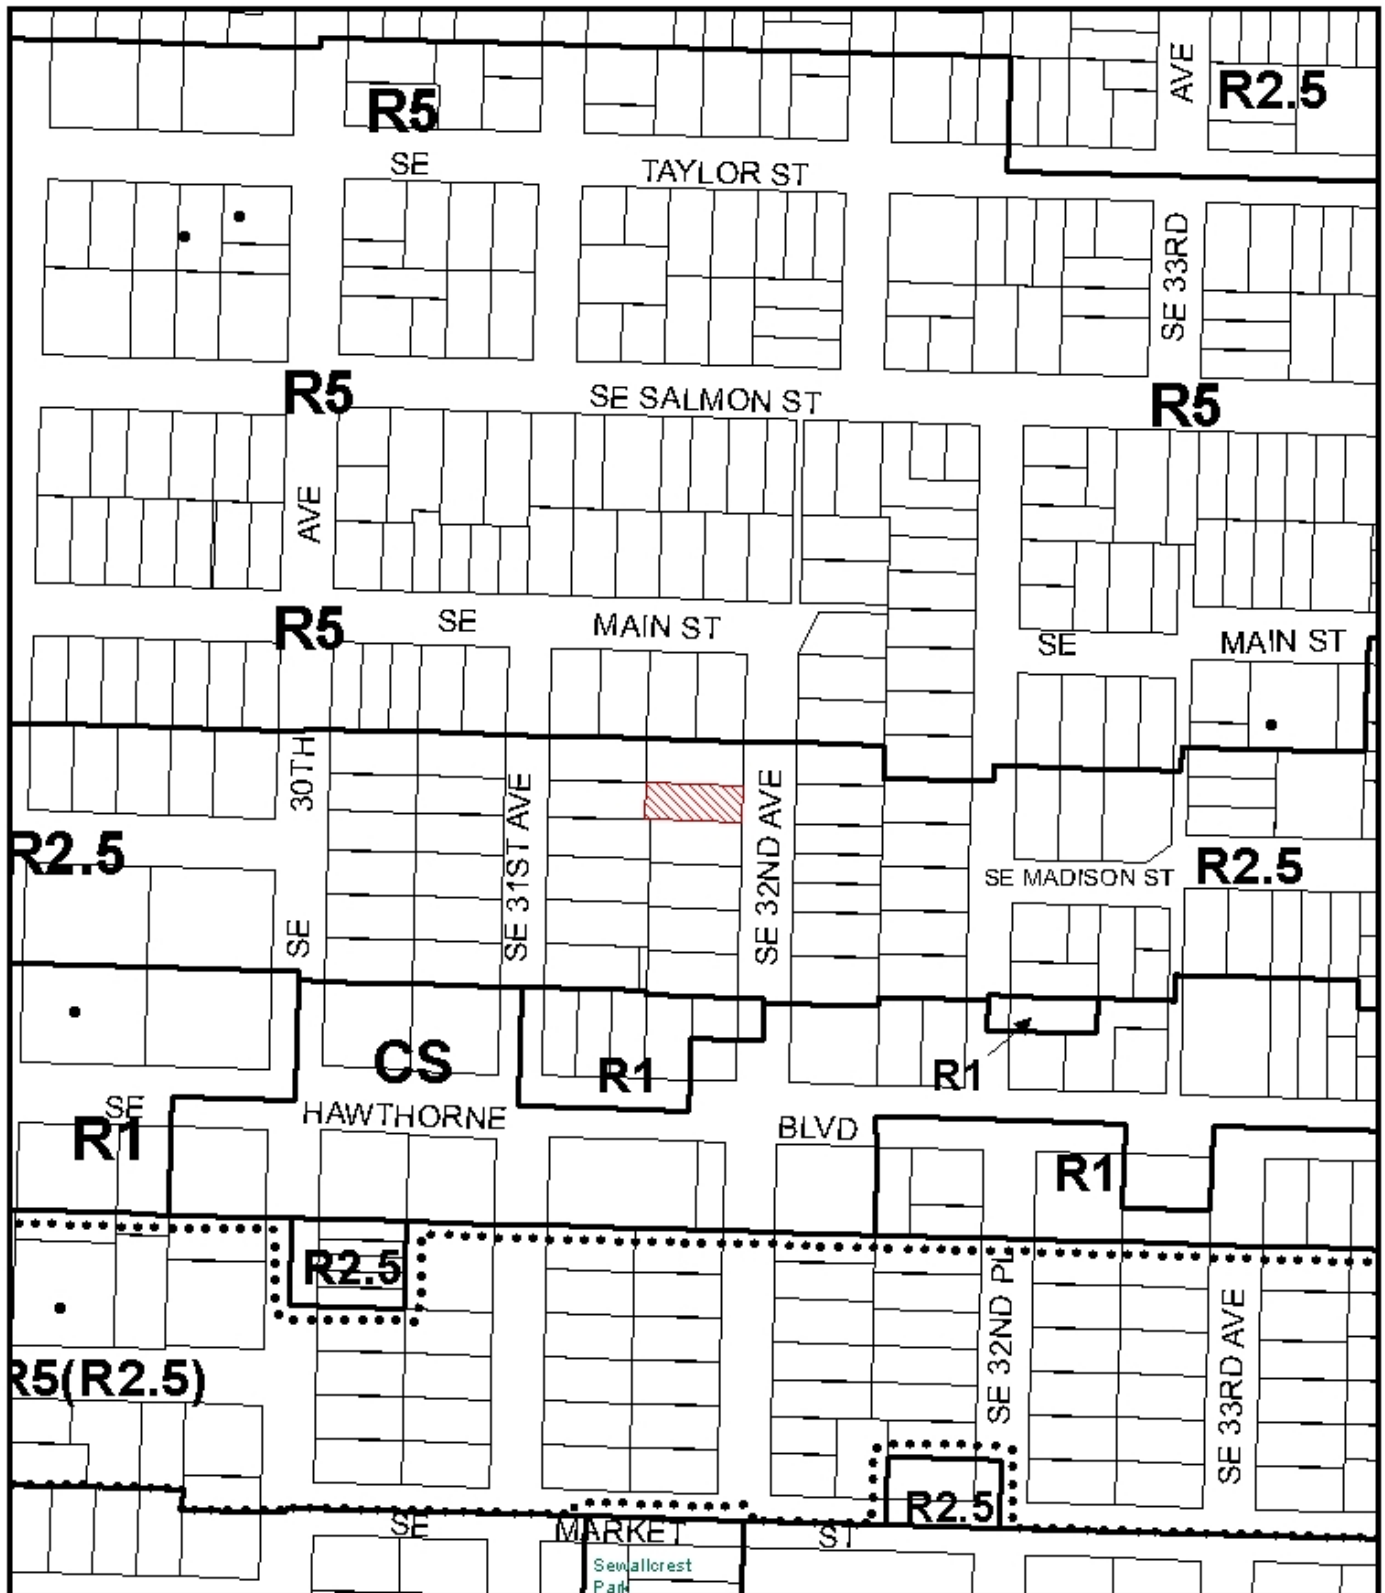 AVE
R2.5
R5
SE
TAYLOR ST
SE 33RD
R5
SE SALMON ST
R5
AVE
R5
SE
MAIN ST
SE
MAIN ST
30TH
SE 31ST AVE
SE 32ND AVE
R2.5
SE MADISON ST
R2.5
SE
CS
R1
R1
SE
HAWTHORNE
BLVD
R1
R1
R2.5
SE 32ND PL
SE 33RD AVE
R5(R2.5)
R2.5
SE
MARKET
ST
Sewallcrest
Park